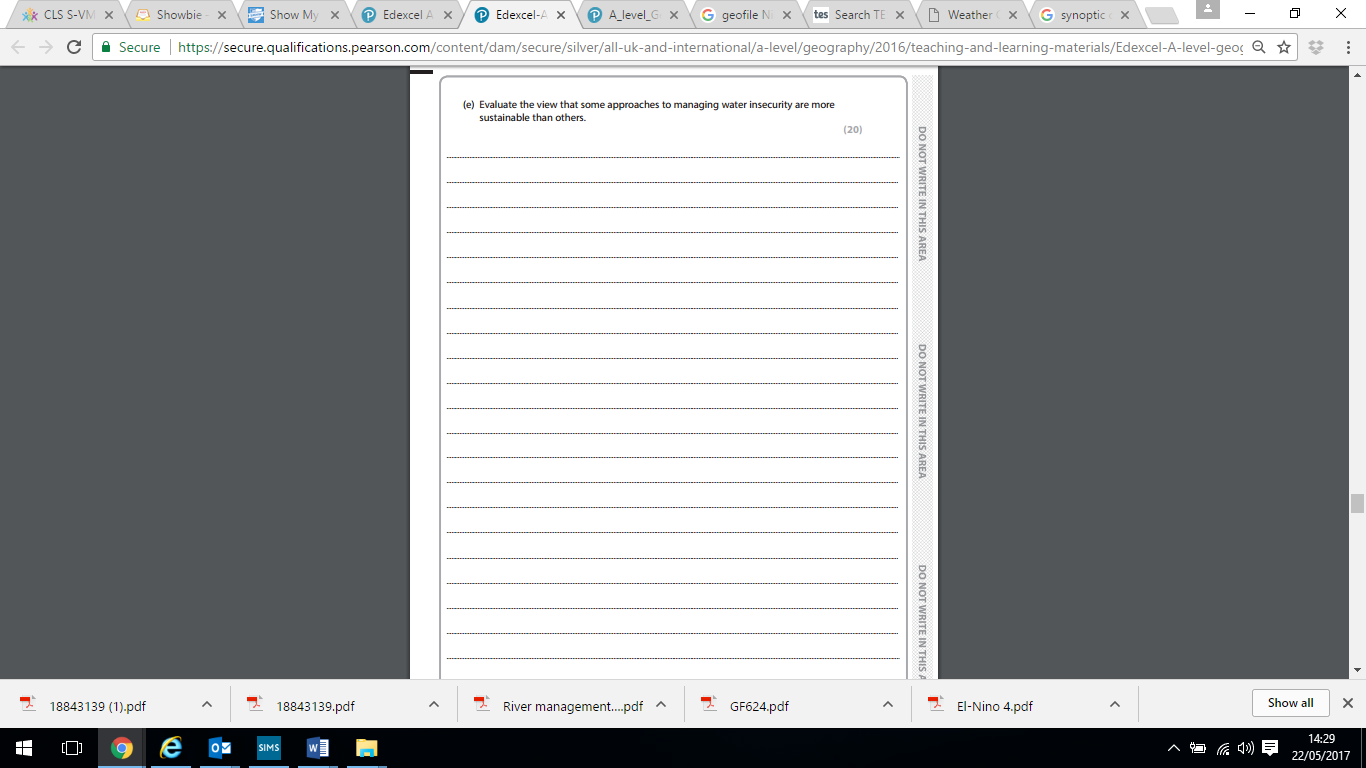 CLS S-VM
Showbie -
Show My
Edexcel A
Edexcel-A
A_level_G
geofile Ni
tes Search TE
Weather C
synoptic c
Secure
https://secure.qualifications.pearson.com/content/dam/secure/silver/all-uk-and-international/a-level/geography/2016/teaching-and-learning-materials/Edexcel-A-level-geog
(e) Evaluate the view that some approaches to managing water insecurity are more
sustainable than others.
(20)
DO NOT WRITE IN THIS AREA
DO NOT WRITE IN THIS AREA
DO NOT WRITE IN THIS A
18843139 (1).pdf
18843139.pdf
River management....pdf
GF624.pdf
El-Nino 4.pdf
Show all
SIMS
14:29
22/05/2017